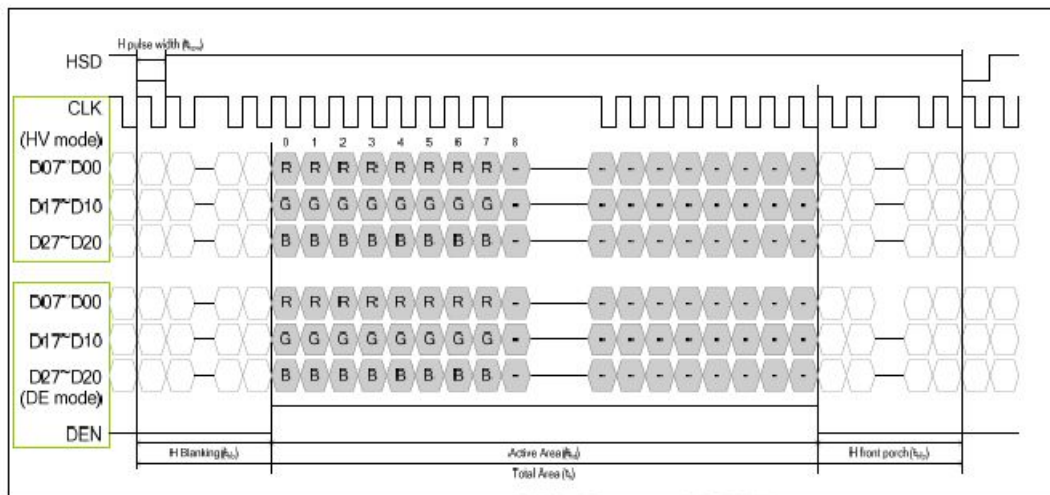 H pulse width (thpw)
HSD
CLK
(HV mode)
0 1 2 3 4 5 6 7 8
D07~D00 R R R R R R R R - - - - - - - - -
D17~D10 G G G G G G G G - - - - - - - - -
D27~D20 B B B B B B B B - - - - - - - - -
D07~D00 R R R R R R R R - - - - - - - - -
D17~D10 G G G G G G G G - - - - - - - - -
D27~D20 B B B B B B B B - - - - - - - - -
(DE mode)
DEN
H Blanking Active Area H front porch
Total Area